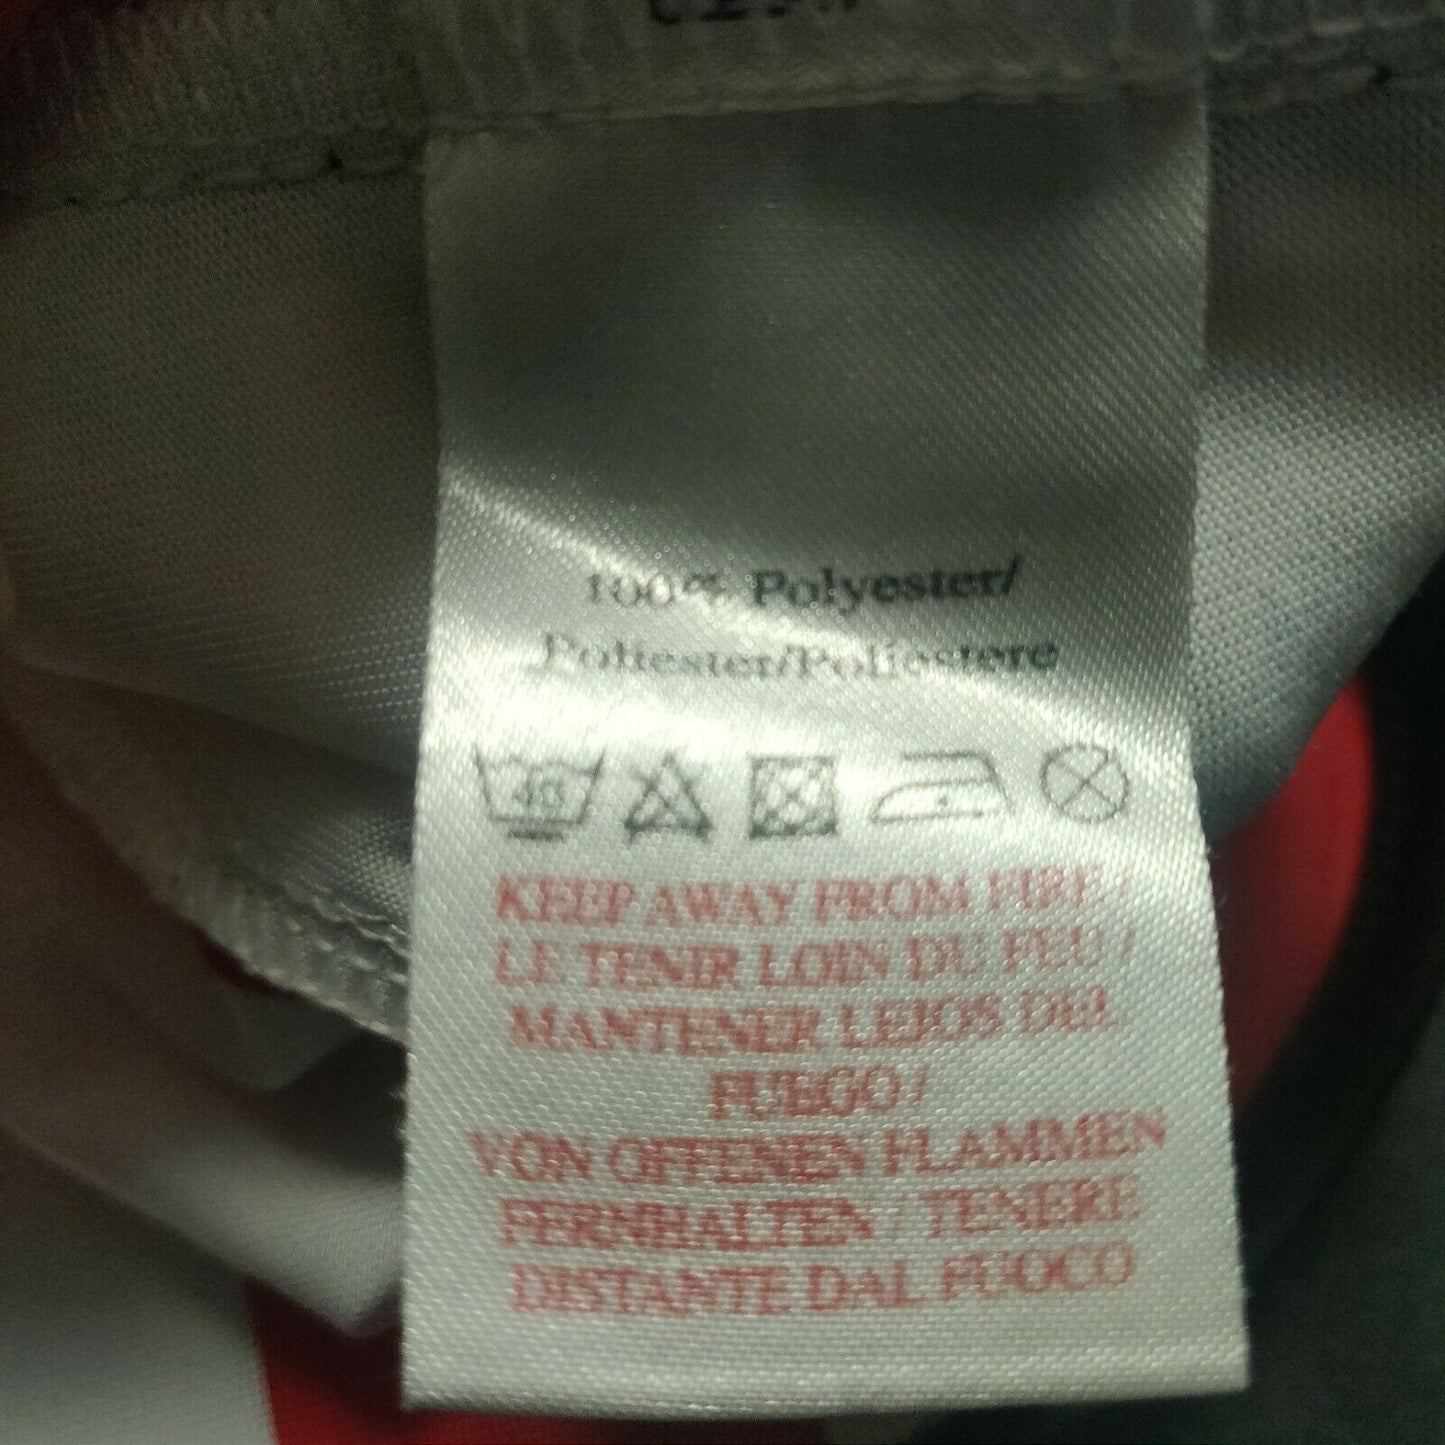 100% Polyester/
Poliester/Poliestere
40
KEEP AWAY FROM FIRE /
LE TENIR LOIN DU FEU /
MANTENER LEJOS DEL
FUEGO /
VON OFFENEN FLAMMEN
FERNHALTEN / TENERE
DISTANTE DAL FUOCO